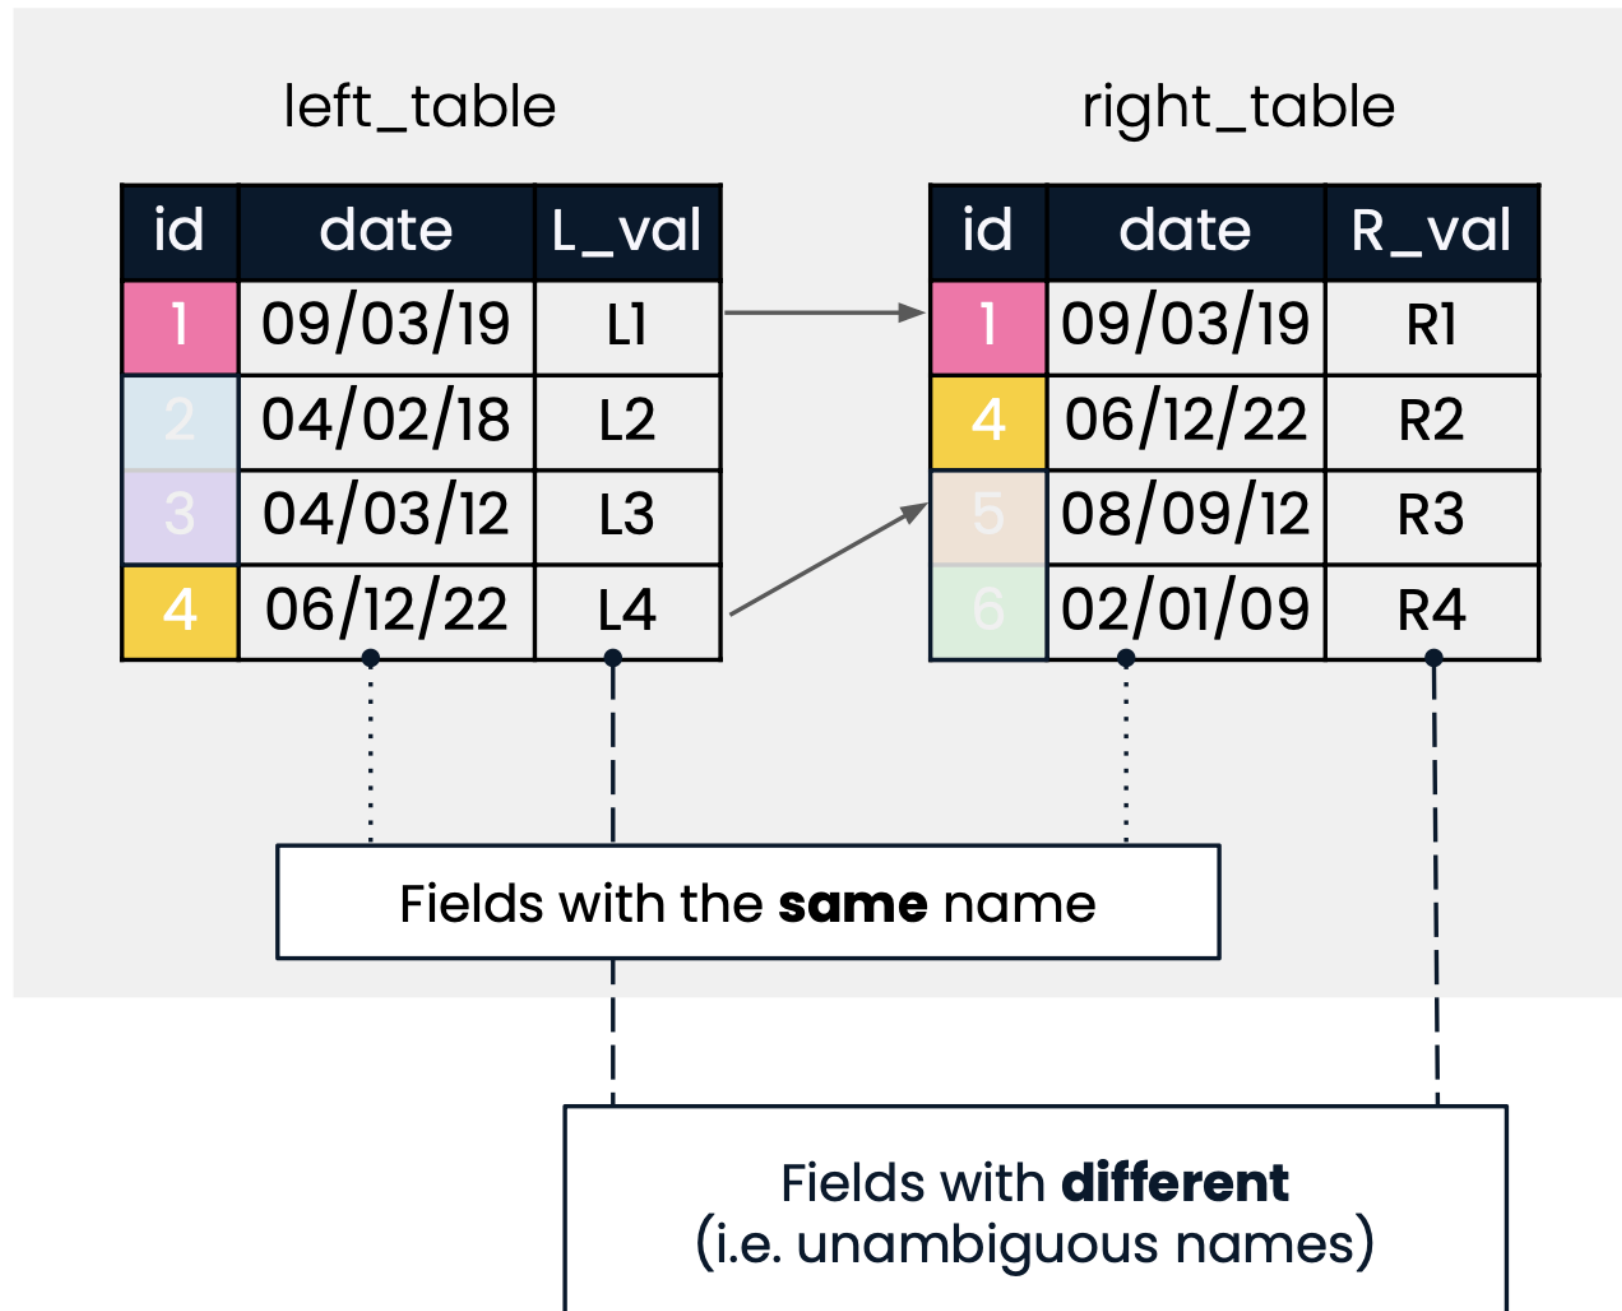 left_table
right_table
id date L_val
1 09/03/19 L1
2 04/02/18 L2
3 04/03/12 L3
4 06/12/22 L4
id date R_val
1 09/03/19 R1
4 06/12/22 R2
5 08/09/12 R3
6 02/01/09 R4
Fields with the same name
Fields with different
(i.e. unambiguous names)